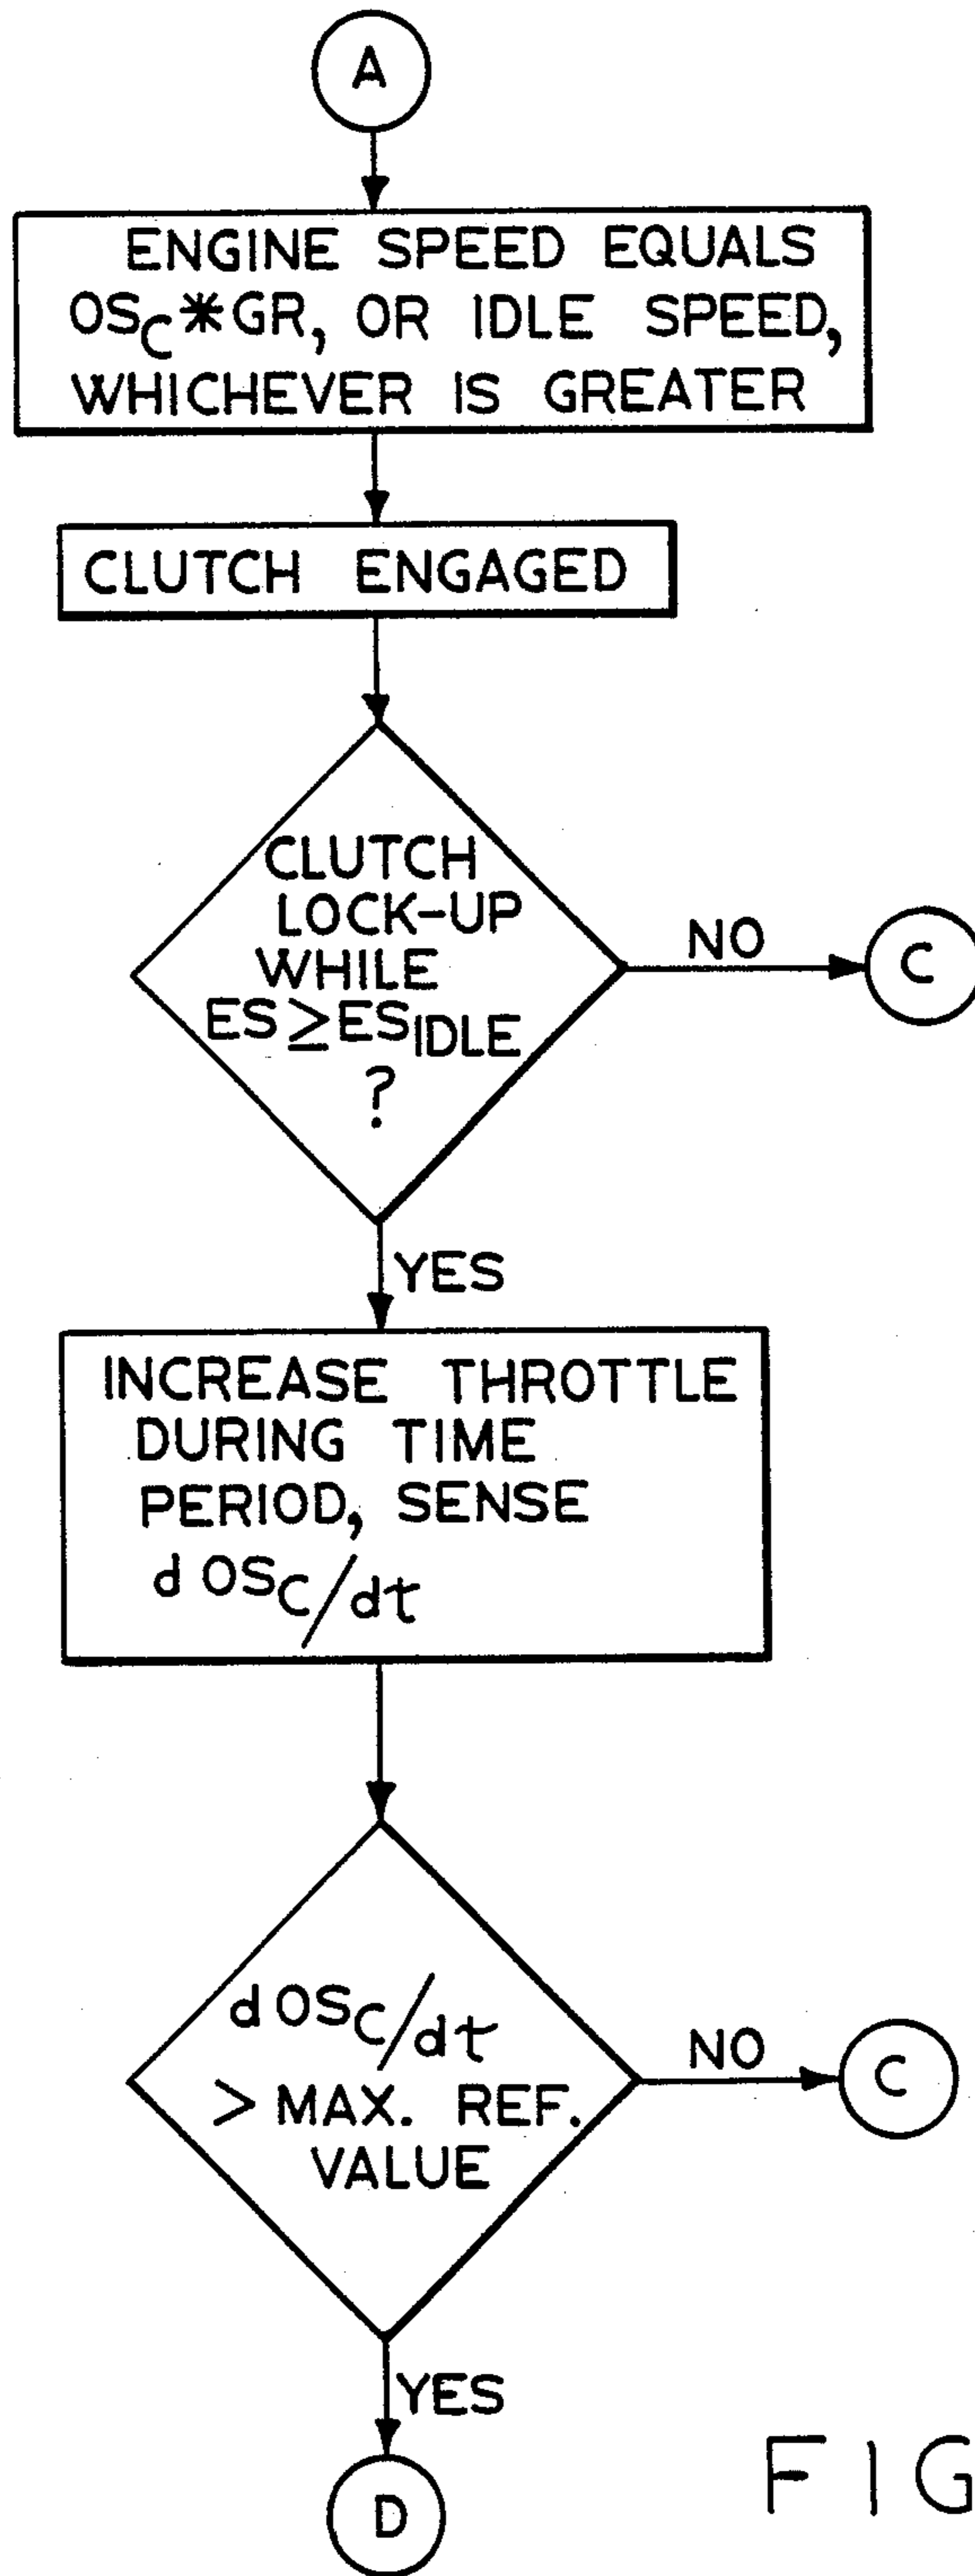 A
ENGINE SPEED EQUALS
OSC*GR, OR IDLE SPEED,
WHICHEVER IS GREATER
CLUTCH ENGAGED
CLUTCH
LOCK-UP
WHILE
ES≥ESIDLE
?
NO
C
YES
INCREASE THROTTLE
DURING TIME
PERIOD, SENSE
d OSC/dt
d OSC/dt
> MAX. REF.
VALUE
NO
C
YES
D
FIG